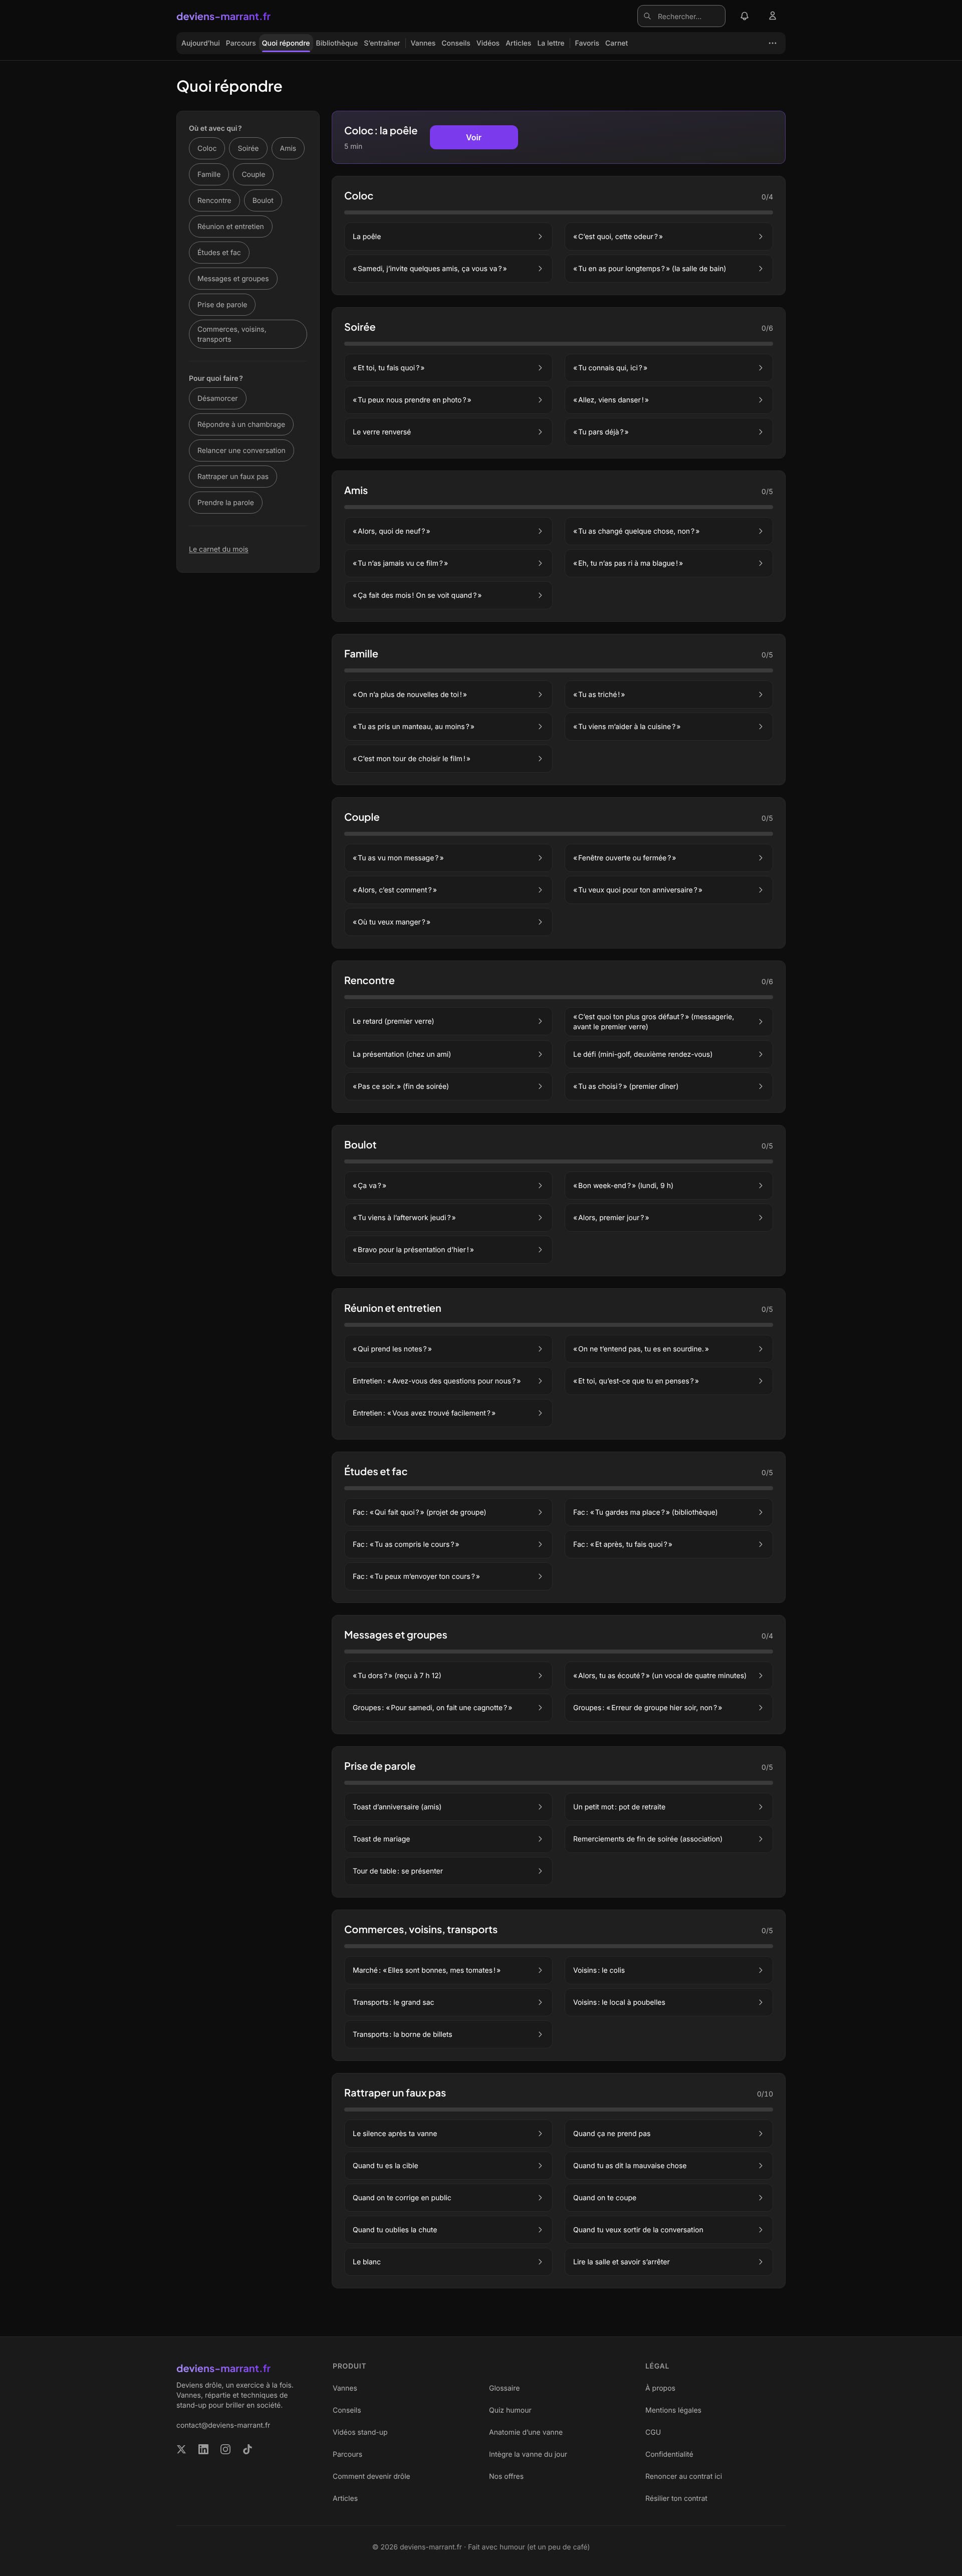 deviens-marrant.fr
Rechercher…
Aujourd’hui Parcours Quoi répondre Bibliothèque S’entraîner Vannes Conseils Vidéos Articles La lettre Favoris Carnet
Quoi répondre
Où et avec qui ?
Coloc
Soirée
Amis
Famille
Couple
Rencontre
Boulot
Réunion et entretien
Études et fac
Messages et groupes
Prise de parole
Commerces, voisins,
transports
Pour quoi faire ?
Désamorcer
Répondre à un chambrage
Relancer une conversation
Rattraper un faux pas
Prendre la parole
Le carnet du mois
Coloc : la poêle
5 min
Voir
Coloc
0/4
La poêle
« C’est quoi, cette odeur ? »
« Samedi, j’invite quelques amis, ça vous va ? »
« Tu en as pour longtemps ? » (la salle de bain)
Soirée
0/6
« Et toi, tu fais quoi ? »
« Tu connais qui, ici ? »
« Tu peux nous prendre en photo ? »
« Allez, viens danser ! »
Le verre renversé
« Tu pars déjà ? »
Amis
0/5
« Alors, quoi de neuf ? »
« Tu as changé quelque chose, non ? »
« Tu n’as jamais vu ce film ? »
« Eh, tu n’as pas ri à ma blague ! »
« Ça fait des mois ! On se voit quand ? »
Famille
0/5
« On n’a plus de nouvelles de toi ! »
« Tu as triché ! »
« Tu as pris un manteau, au moins ? »
« Tu viens m’aider à la cuisine ? »
« C’est mon tour de choisir le film ! »
Couple
0/5
« Tu as vu mon message ? »
« Fenêtre ouverte ou fermée ? »
« Alors, c’est comment ? »
« Tu veux quoi pour ton anniversaire ? »
« Où tu veux manger ? »
Rencontre
0/6
Le retard (premier verre)
« C’est quoi ton plus gros défaut ? » (messagerie,
avant le premier verre)
La présentation (chez un ami)
Le défi (mini-golf, deuxième rendez-vous)
« Pas ce soir. » (fin de soirée)
« Tu as choisi ? » (premier dîner)
Boulot
0/5
« Ça va ? »
« Bon week-end ? » (lundi, 9 h)
« Tu viens à l’afterwork jeudi ? »
« Alors, premier jour ? »
« Bravo pour la présentation d’hier ! »
Réunion et entretien
0/5
« Qui prend les notes ? »
« On ne t’entend pas, tu es en sourdine. »
Entretien : « Avez-vous des questions pour nous ? »
« Et toi, qu’est-ce que tu en penses ? »
Entretien : « Vous avez trouvé facilement ? »
Études et fac
0/5
Fac : « Qui fait quoi ? » (projet de groupe)
Fac : « Tu gardes ma place ? » (bibliothèque)
Fac : « Tu as compris le cours ? »
Fac : « Et après, tu fais quoi ? »
Fac : « Tu peux m’envoyer ton cours ? »
Messages et groupes
0/4
« Tu dors ? » (reçu à 7 h 12)
« Alors, tu as écouté ? » (un vocal de quatre minutes)
Groupes : « Pour samedi, on fait une cagnotte ? »
Groupes : « Erreur de groupe hier soir, non ? »
Prise de parole
0/5
Toast d’anniversaire (amis)
Un petit mot : pot de retraite
Toast de mariage
Remerciements de fin de soirée (association)
Tour de table : se présenter
Commerces, voisins, transports
0/5
Marché : « Elles sont bonnes, mes tomates ! »
Voisins : le colis
Transports : le grand sac
Voisins : le local à poubelles
Transports : la borne de billets
Rattraper un faux pas
0/10
Le silence après ta vanne
Quand ça ne prend pas
Quand tu es la cible
Quand tu as dit la mauvaise chose
Quand on te corrige en public
Quand on te coupe
Quand tu oublies la chute
Quand tu veux sortir de la conversation
Le blanc
Lire la salle et savoir s’arrêter
deviens-marrant.fr
Deviens drôle, un exercice à la fois.
Vannes, répartie et techniques de
stand-up pour briller en société.
contact@deviens-marrant.fr
PRODUIT
Vannes
Conseils
Vidéos stand-up
Parcours
Comment devenir drôle
Articles
Glossaire
Quiz humour
Anatomie d’une vanne
Intègre la vanne du jour
Nos offres
LÉGAL
À propos
Mentions légales
CGU
Confidentialité
Renoncer au contrat ici
Résilier ton contrat
© 2026 deviens-marrant.fr · Fait avec humour (et un peu de café)